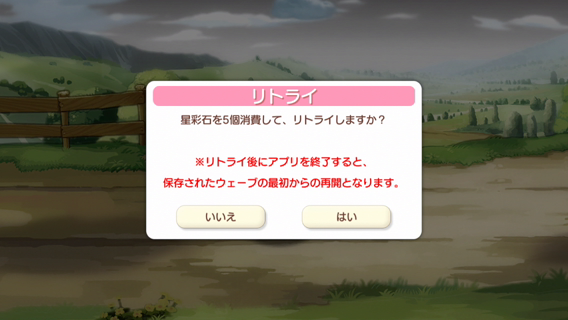 リトライ
星彩石を5個消費して、リトライしますか？
※リトライ後にアプリを終了すると、
保存されたウェーブの最初からの再開となります。
いいえ
はい